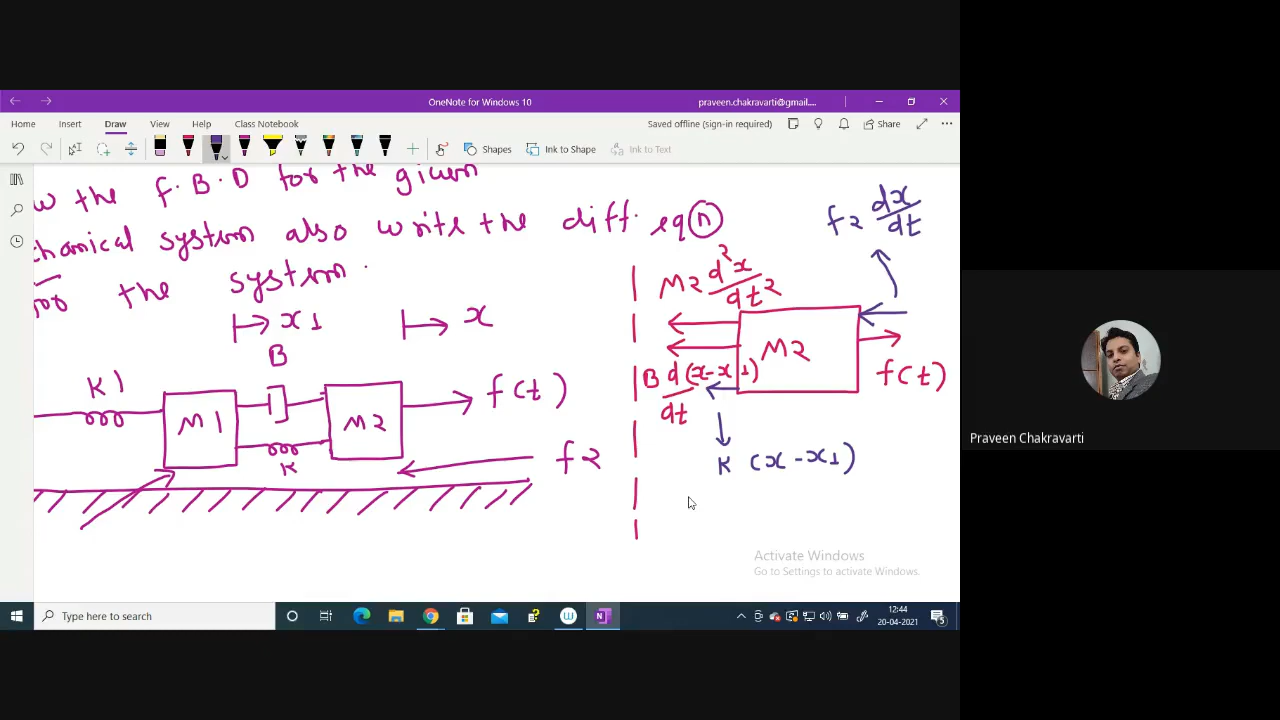 OneNote for Windows 10
praveen.chakravarti@gmail....
Home Insert Draw View Help Class Notebook
Saved offline (sign-in required)
Share
Shapes
Ink to Shape
Ink to Text
w the f.B.D for the given
chanical system also write the diff. eq(n)
for the system.
x1
x
B
K1
M1
M2
f(t)
K
f2
f2 dx/dt
M2 d²x/dt2
M2
f(t)
B d(x-x1)/dt
K (x-x1)
Praveen Chakravarti
Activate Windows
Go to Settings to activate Windows.
Type here to search
12:44
20-04-2021
5